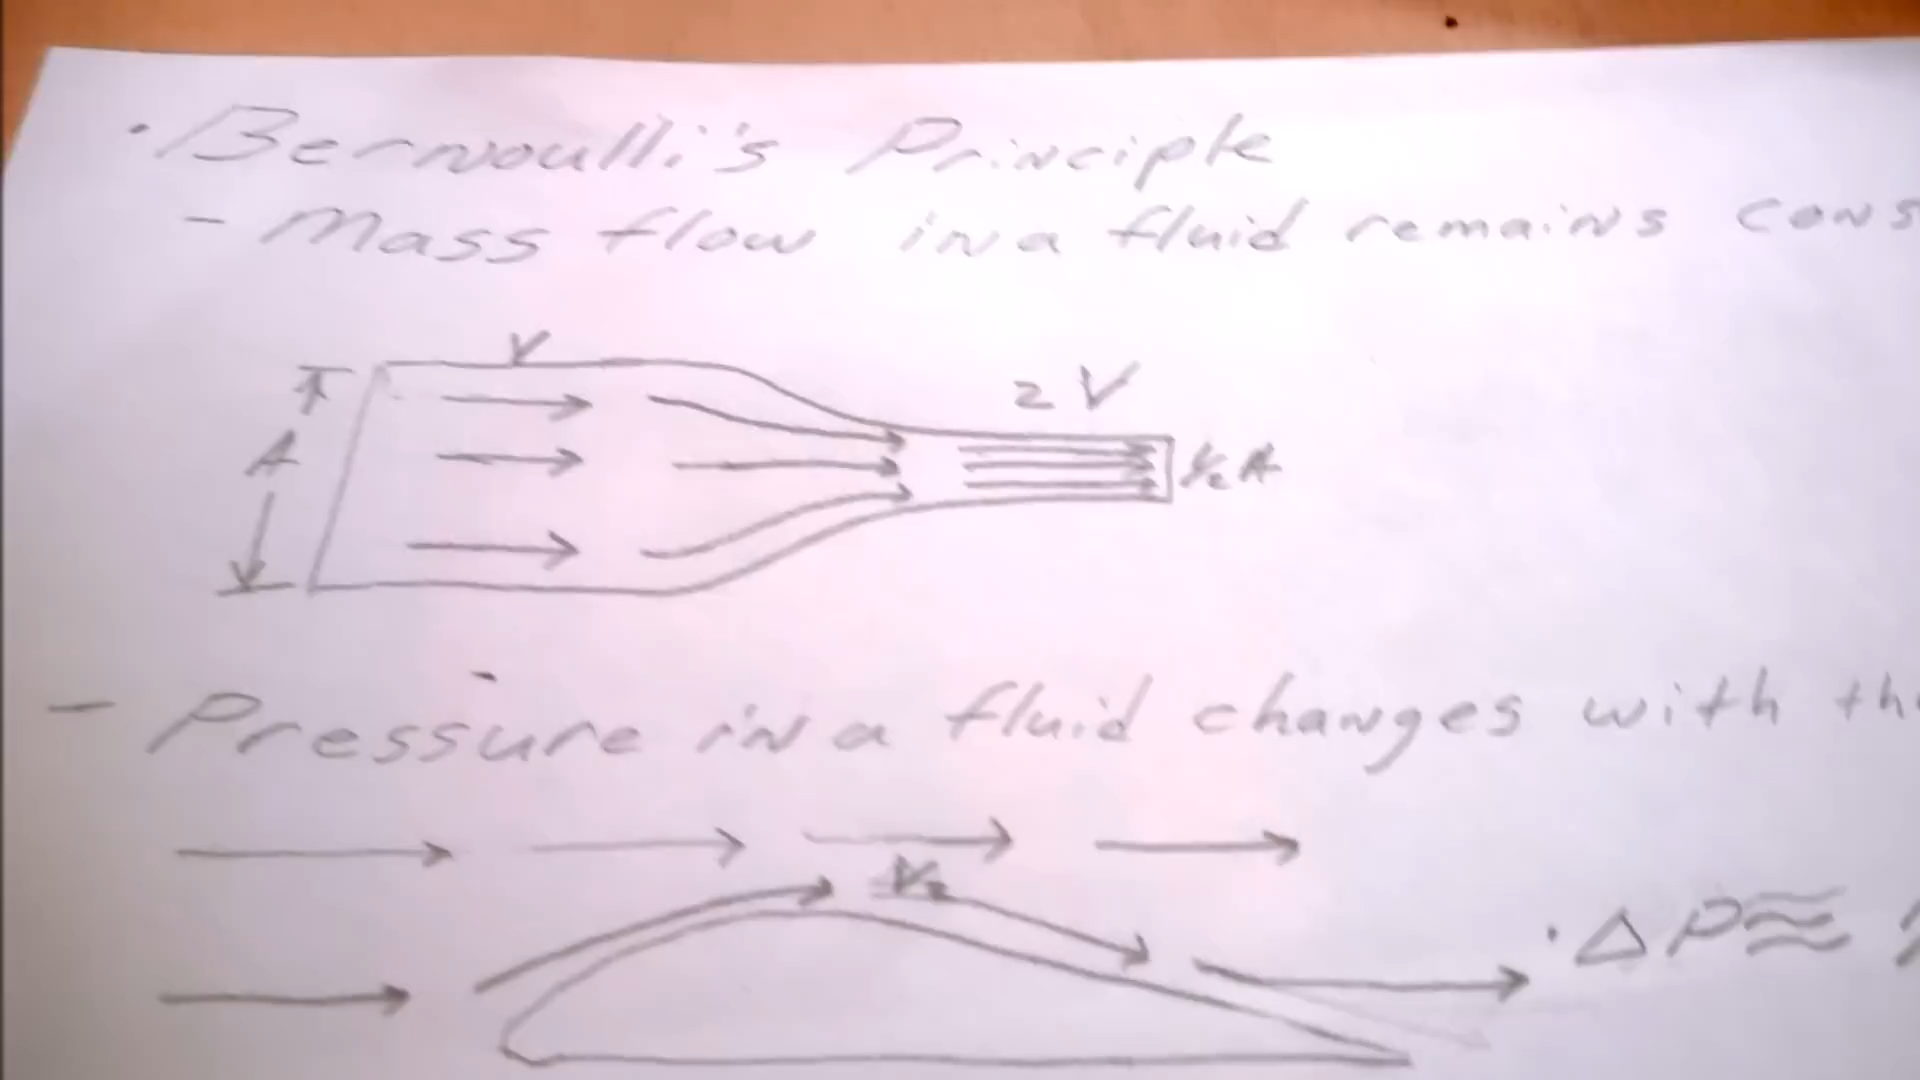 · Bernoulli's Principle
- Mass flow in a fluid remains cons
V
2V
A
½A
- Pressure in a fluid changes with th
V₂
· ΔP